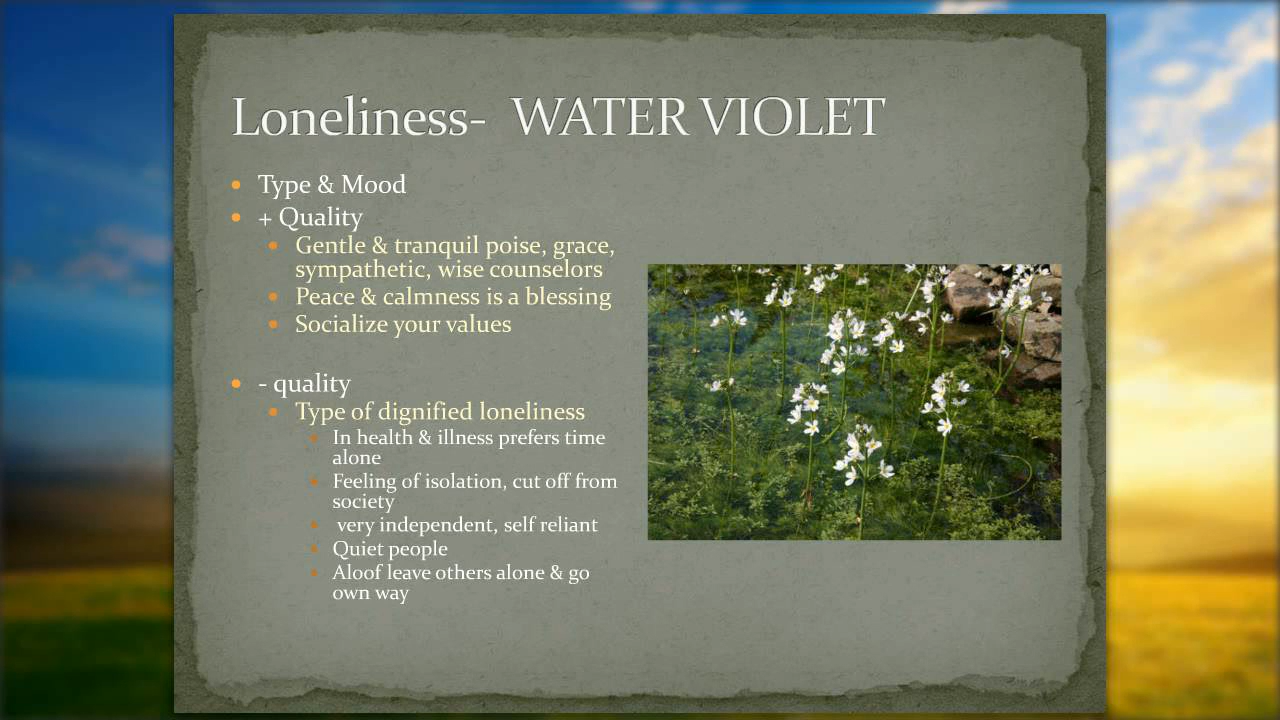 Loneliness- WATER VIOLET
Type & Mood
+ Quality
Gentle & tranquil poise, grace,
sympathetic, wise counselors
Peace & calmness is a blessing
Socialize your values
- quality
Type of dignified loneliness
In health & illness prefers time
alone
Feeling of isolation, cut off from
society
very independent, self reliant
Quiet people
Aloof leave others alone & go
own way